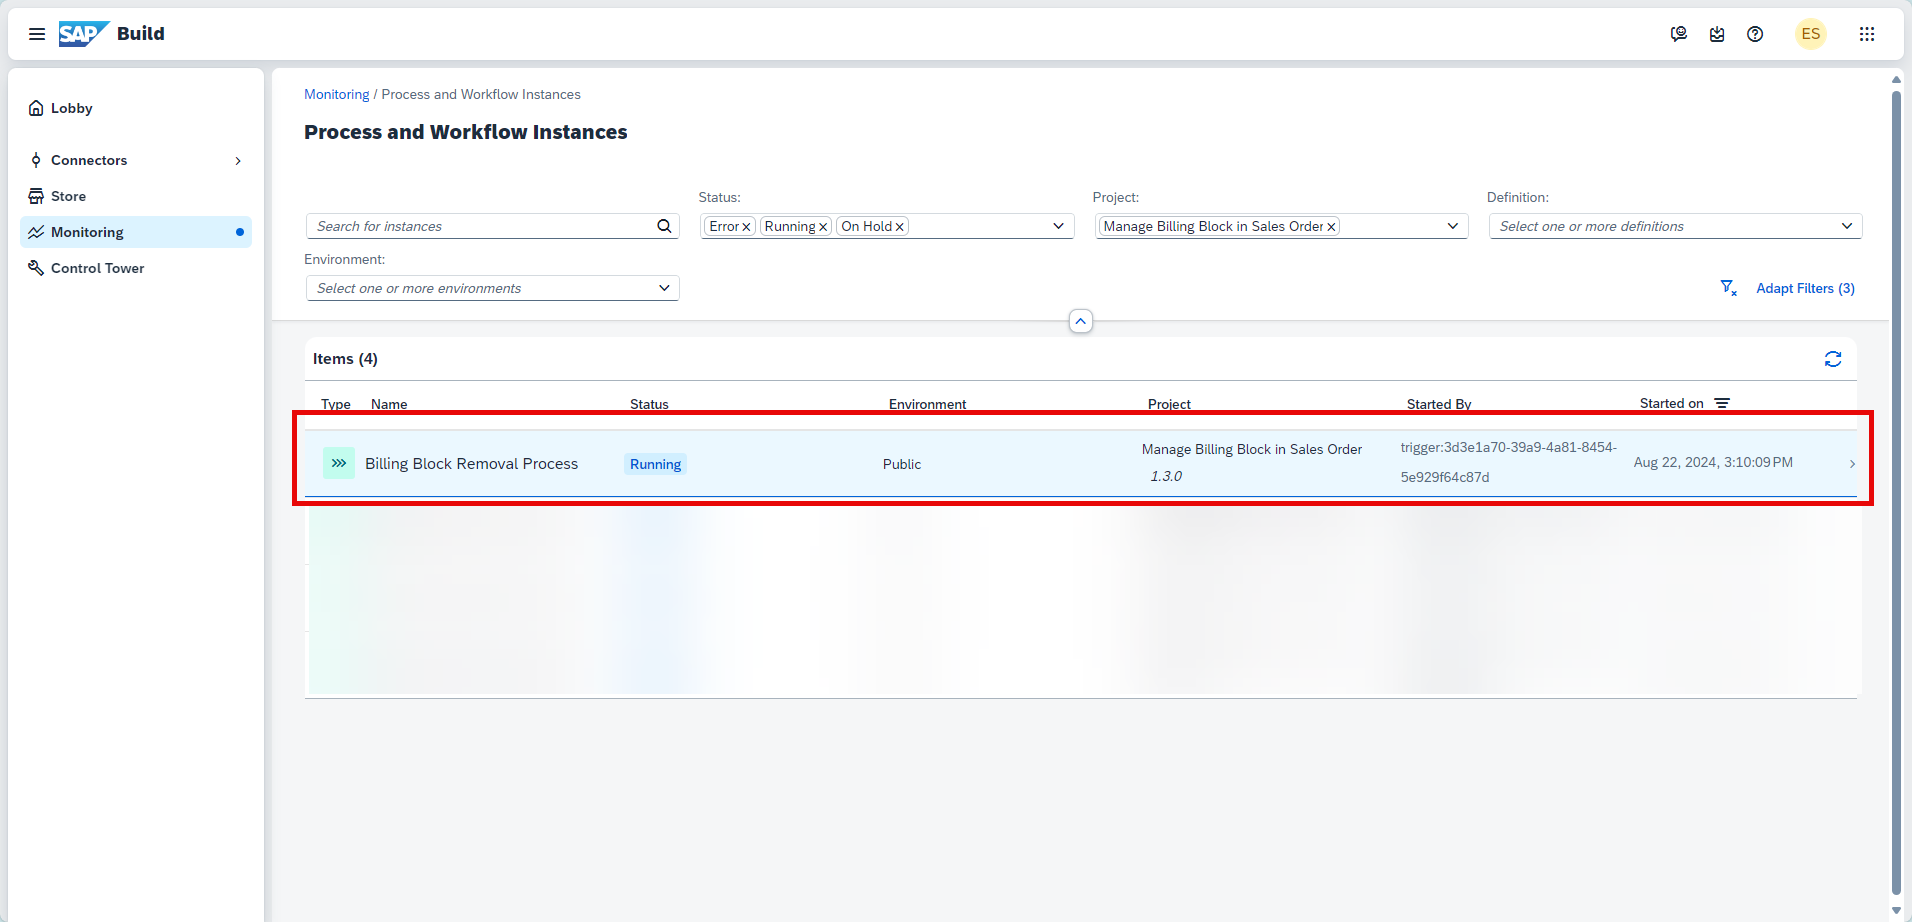 SAP Build
ES
Lobby
Connectors
Store
Monitoring
Control Tower
Monitoring / Process and Workflow Instances
Process and Workflow Instances
Search for instances
Status:
Error Running On Hold
Project:
Manage Billing Block in Sales Order
Definition:
Select one or more definitions
Environment:
Select one or more environments
Adapt Filters (3)
Items (4)
Type Name Status Environment Project Started By Started on
Billing Block Removal Process Running Public Manage Billing Block in Sales Order
1.3.0
trigger:3d3e1a70-39a9-4a81-8454-
5e929f64c87d
Aug 22, 2024, 3:10:09 PM